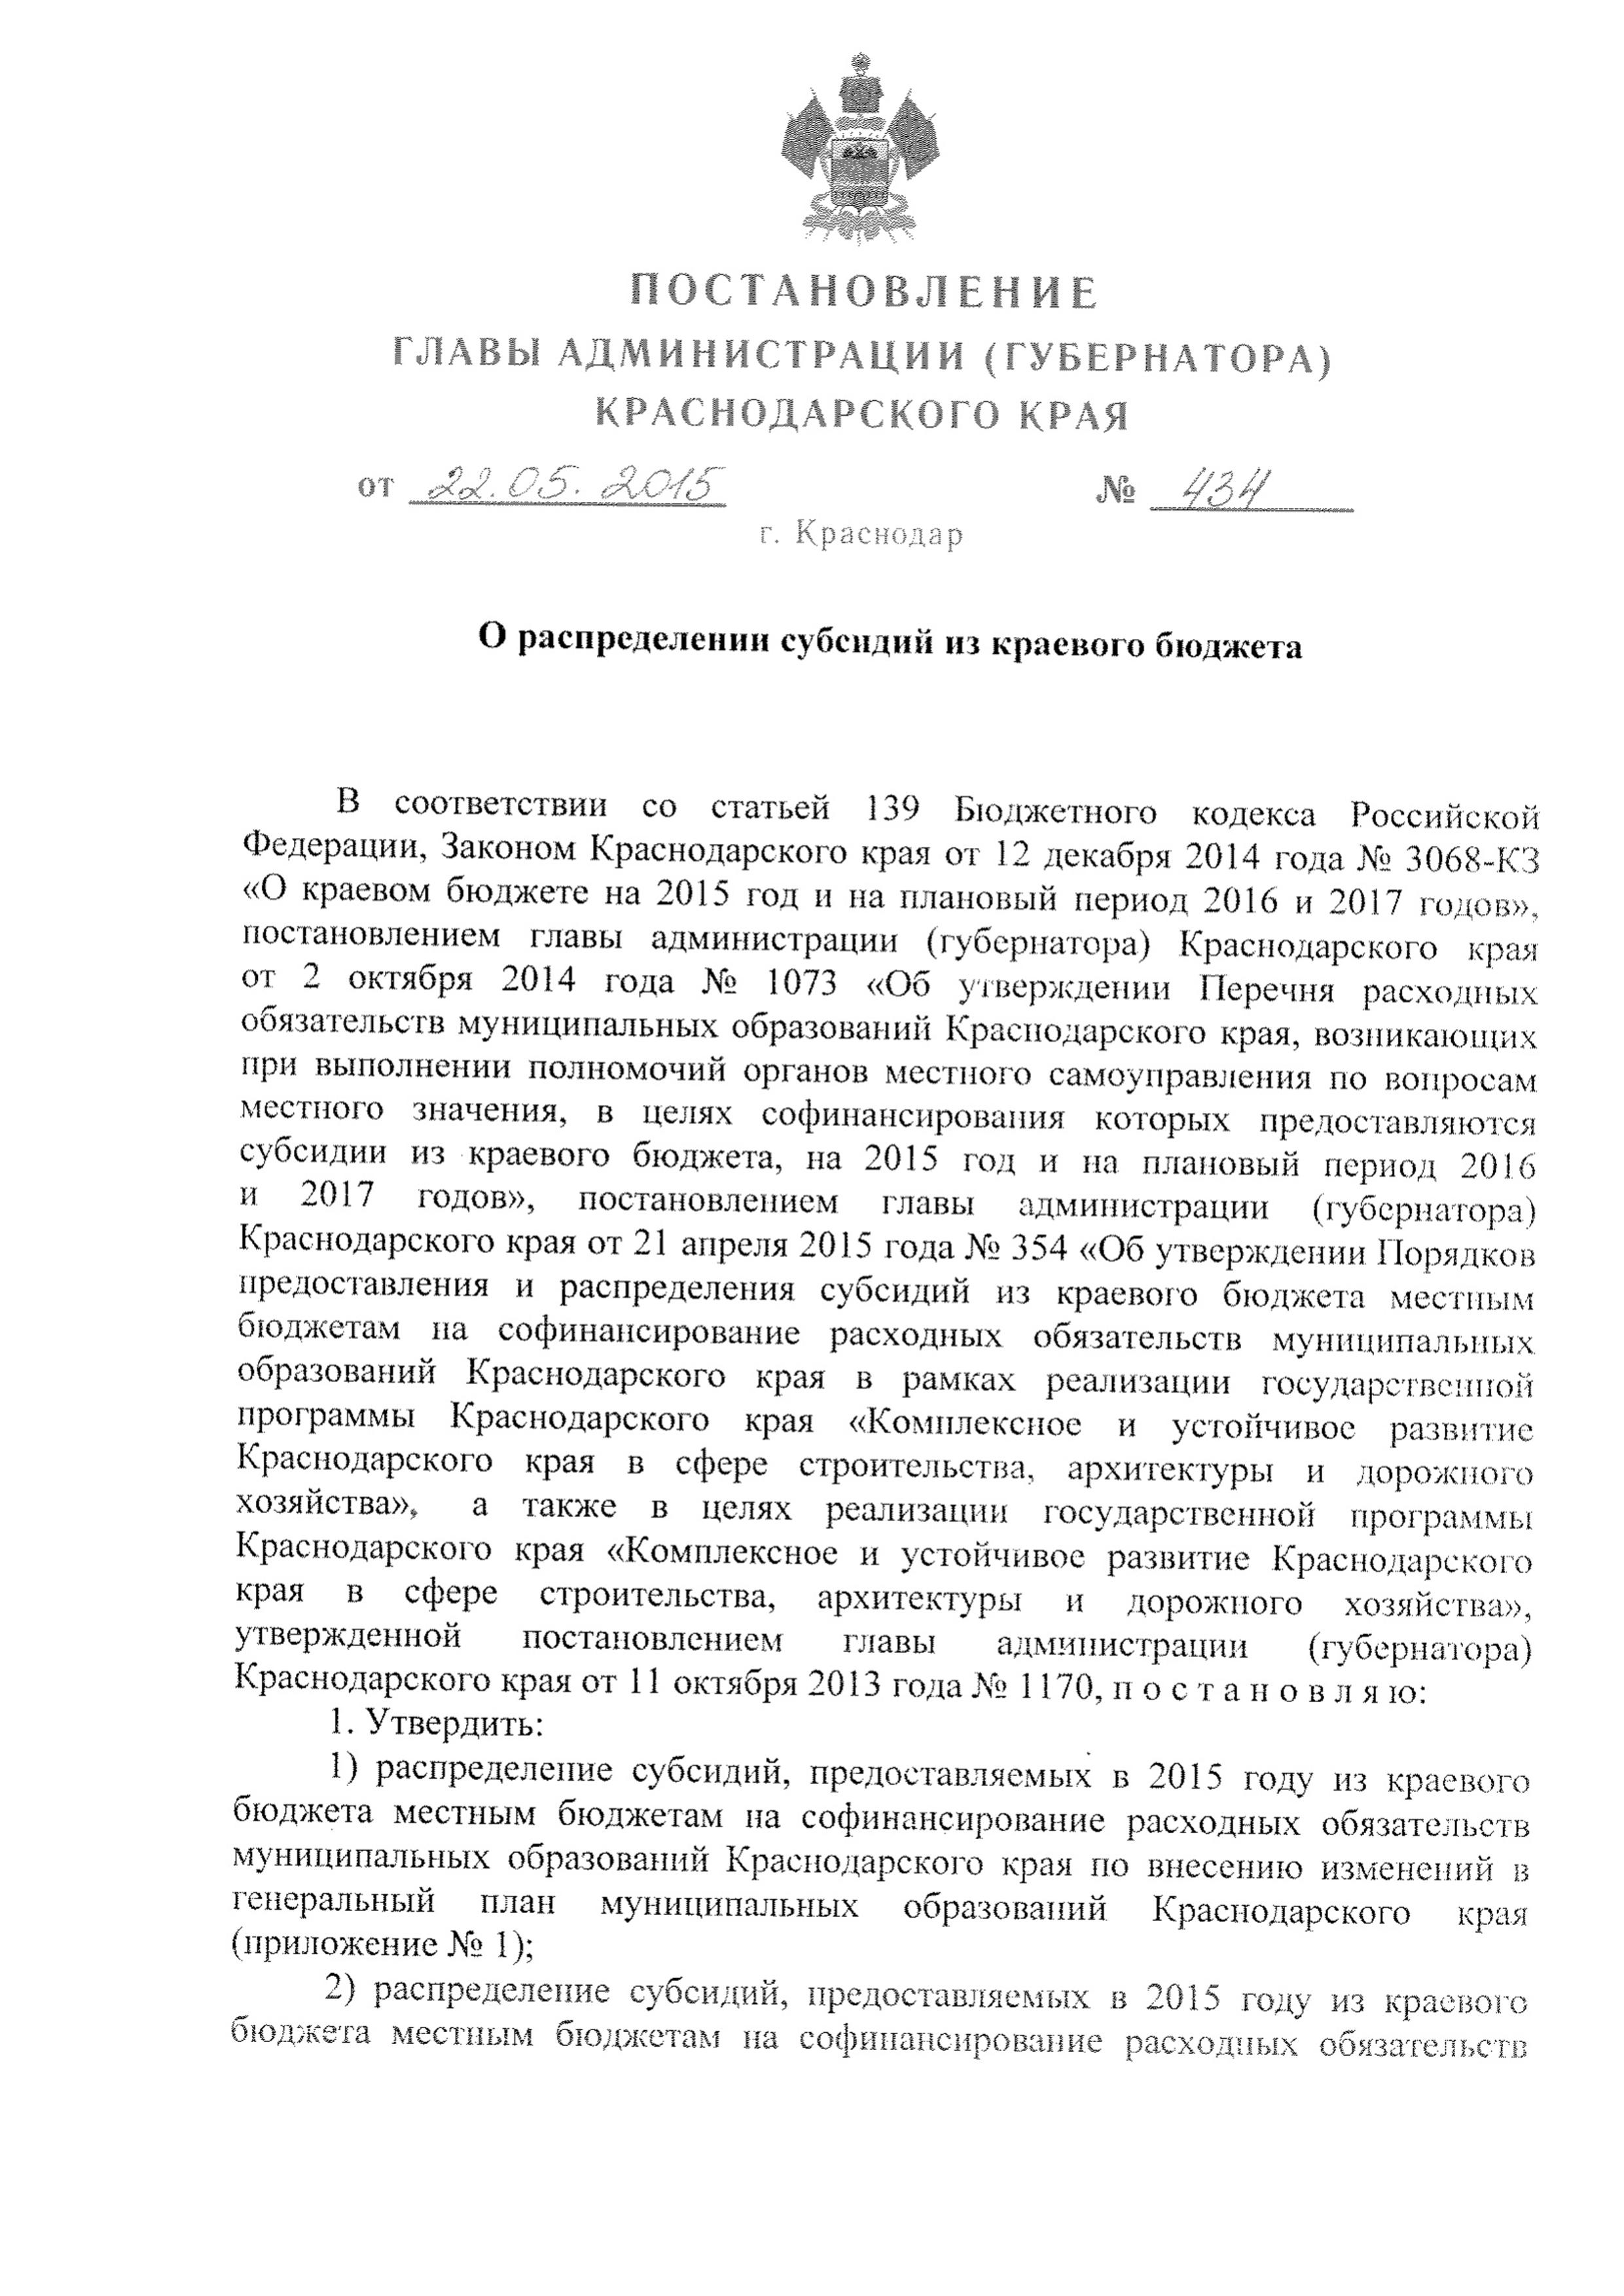 ПОСТАНОВЛЕНИЕ
ГЛАВЫ АДМИНИСТРАЦИИ (ГУБЕРНАТОРА)
КРАСНОДАРСКОГО КРАЯ
от 22.05.2015 № 434
г. Краснодар
О распределении субсидий из краевого бюджета
В соответствии со статьей 139 Бюджетного кодекса Российской
Федерации, Законом Краснодарского края от 12 декабря 2014 года № 3068-КЗ
«О краевом бюджете на 2015 год и на плановый период 2016 и 2017 годов»,
постановлением главы администрации (губернатора) Краснодарского края
от 2 октября 2014 года № 1073 «Об утверждении Перечня расходных
обязательств муниципальных образований Краснодарского края, возникающих
при выполнении полномочий органов местного самоуправления по вопросам
местного значения, в целях софинансирования которых предоставляются
субсидии из краевого бюджета, на 2015 год и на плановый период 2016
и 2017 годов», постановлением главы администрации (губернатора)
Краснодарского края от 21 апреля 2015 года № 354 «Об утверждении Порядков
предоставления и распределения субсидий из краевого бюджета местным
бюджетам на софинансирование расходных обязательств муниципальных
образований Краснодарского края в рамках реализации государственной
программы Краснодарского края «Комплексное и устойчивое развитие
Краснодарского края в сфере строительства, архитектуры и дорожного
хозяйства», а также в целях реализации государственной программы
Краснодарского края «Комплексное и устойчивое развитие Краснодарского
края в сфере строительства, архитектуры и дорожного хозяйства»,
утвержденной постановлением главы администрации (губернатора)
Краснодарского края от 11 октября 2013 года № 1170, п о с т а н о в л я ю:
1. Утвердить:
1) распределение субсидий, предоставляемых в 2015 году из краевого
бюджета местным бюджетам на софинансирование расходных обязательств
муниципальных образований Краснодарского края по внесению изменений в
генеральный план муниципальных образований Краснодарского края
(приложение № 1);
2) распределение субсидий, предоставляемых в 2015 году из краевого
бюджета местным бюджетам на софинансирование расходных обязательств